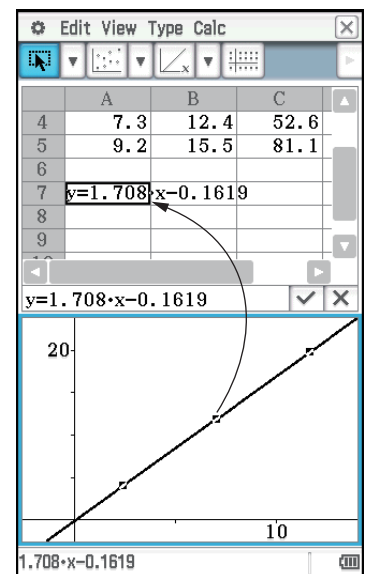 Edit View Type Calc
A B C
4 7.3 12.4 52.6
5 9.2 15.5 81.1
6
7 y=1.708·x-0.1619
8
9
y=1.708·x-0.1619
20
10
1.708·x-0.1619